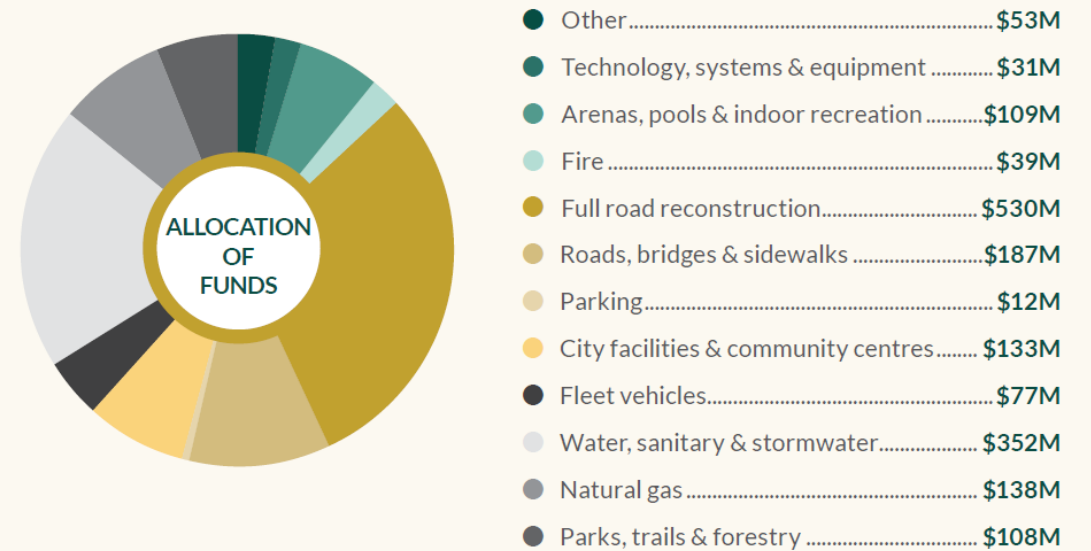 ALLOCATION
OF
FUNDS
Other........................................................$53M
Technology, systems & equipment ............$31M
Arenas, pools & indoor recreation...........$109M
Fire ............................................................$39M
Full road reconstruction........................... $530M
Roads, bridges & sidewalks .....................$187M
Parking......................................................$12M
City facilities & community centres........ $133M
Fleet vehicles............................................$77M
Water, sanitary & stormwater................. $352M
Natural gas ............................................. $138M
Parks, trails & forestry ............................ $108M